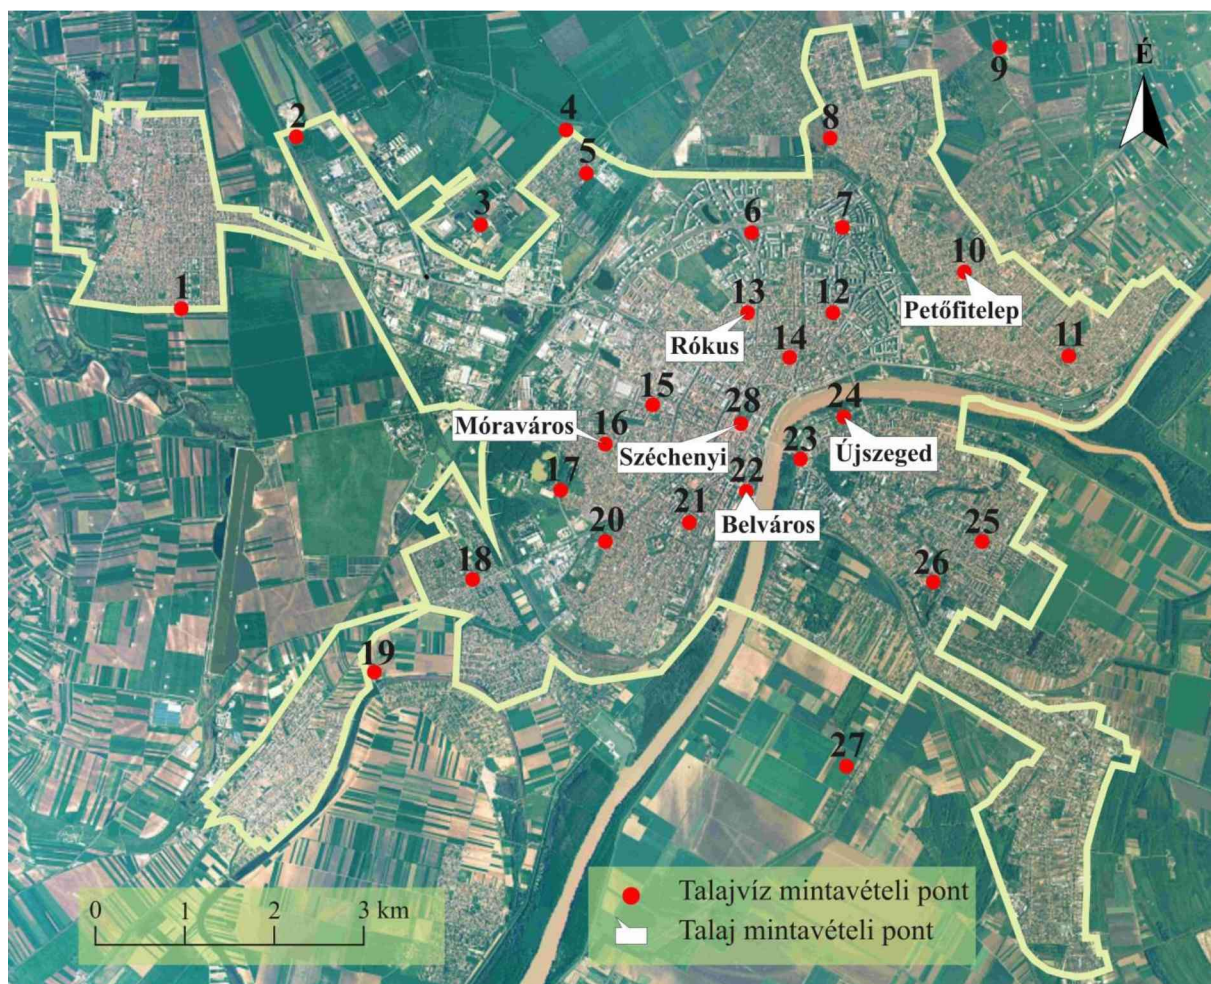 9
É
2
4
8
5
3
6
7
10
Petőfitelep
1
13
12
Rókus
14
11
15
28
24
Móraváros
16
Széchenyi
23
Újszeged
17
22
21
Belváros
20
25
18
26
19
27
0 1 2 3 km
Talajvíz mintavételi pont
Talaj mintavételi pont